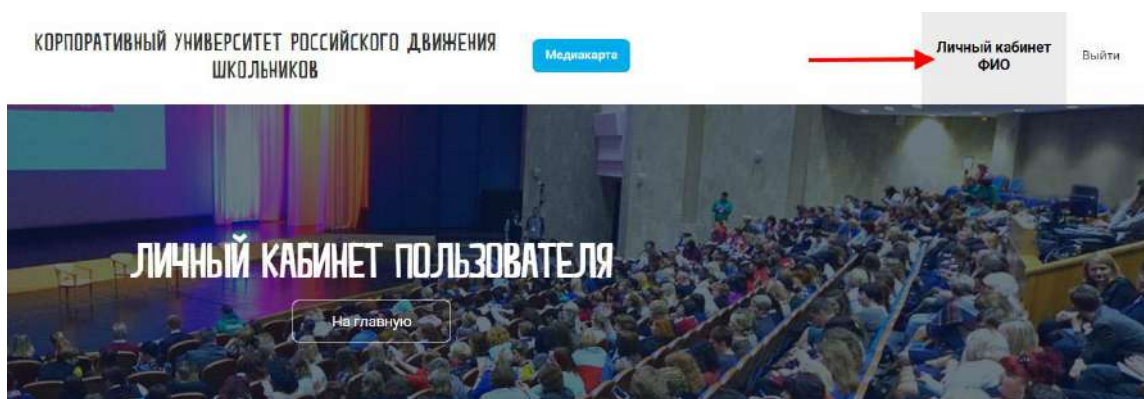 КОРПОРАТИВНЫЙ УНИВЕРСИТЕТ РОССИЙСКОГО ДВИЖЕНИЯ
ШКОЛЬНИКОВ
Медиакарта
Личный кабинет
ФИО
Выйти
ЛИЧНЫЙ КАБИНЕТ ПОЛЬЗОВАТЕЛЯ
На главную